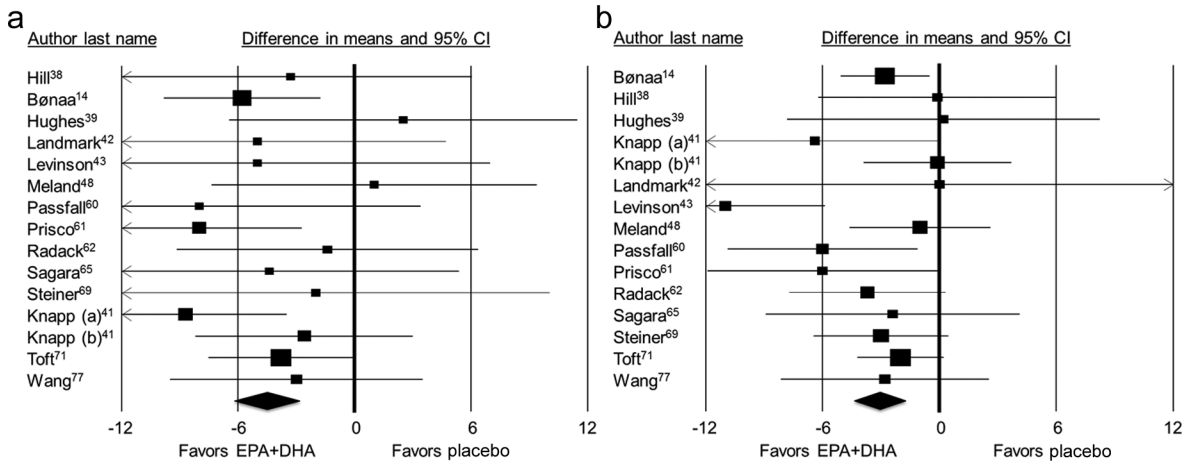 a
Author last name Difference in means and 95% CI
Hill³⁸
Bønaa¹⁴
Hughes³⁹
Landmark⁴²
Levinson⁴³
Meland⁴⁸
Passfall⁶⁰
Prisco⁶¹
Radack⁶²
Sagara⁶⁵
Steiner⁶⁹
Knapp (a)⁴¹
Knapp (b)⁴¹
Toft⁷¹
Wang⁷⁷
-12 -6 0 6 12
Favors EPA+DHA Favors placebo
b
Author last name Difference in means and 95% CI
Bønaa¹⁴
Hill³⁸
Hughes³⁹
Knapp (a)⁴¹
Knapp (b)⁴¹
Landmark⁴²
Levinson⁴³
Meland⁴⁸
Passfall⁶⁰
Prisco⁶¹
Radack⁶²
Sagara⁶⁵
Steiner⁶⁹
Toft⁷¹
Wang⁷⁷
-12 -6 0 6 12
Favors EPA+DHA Favors placebo